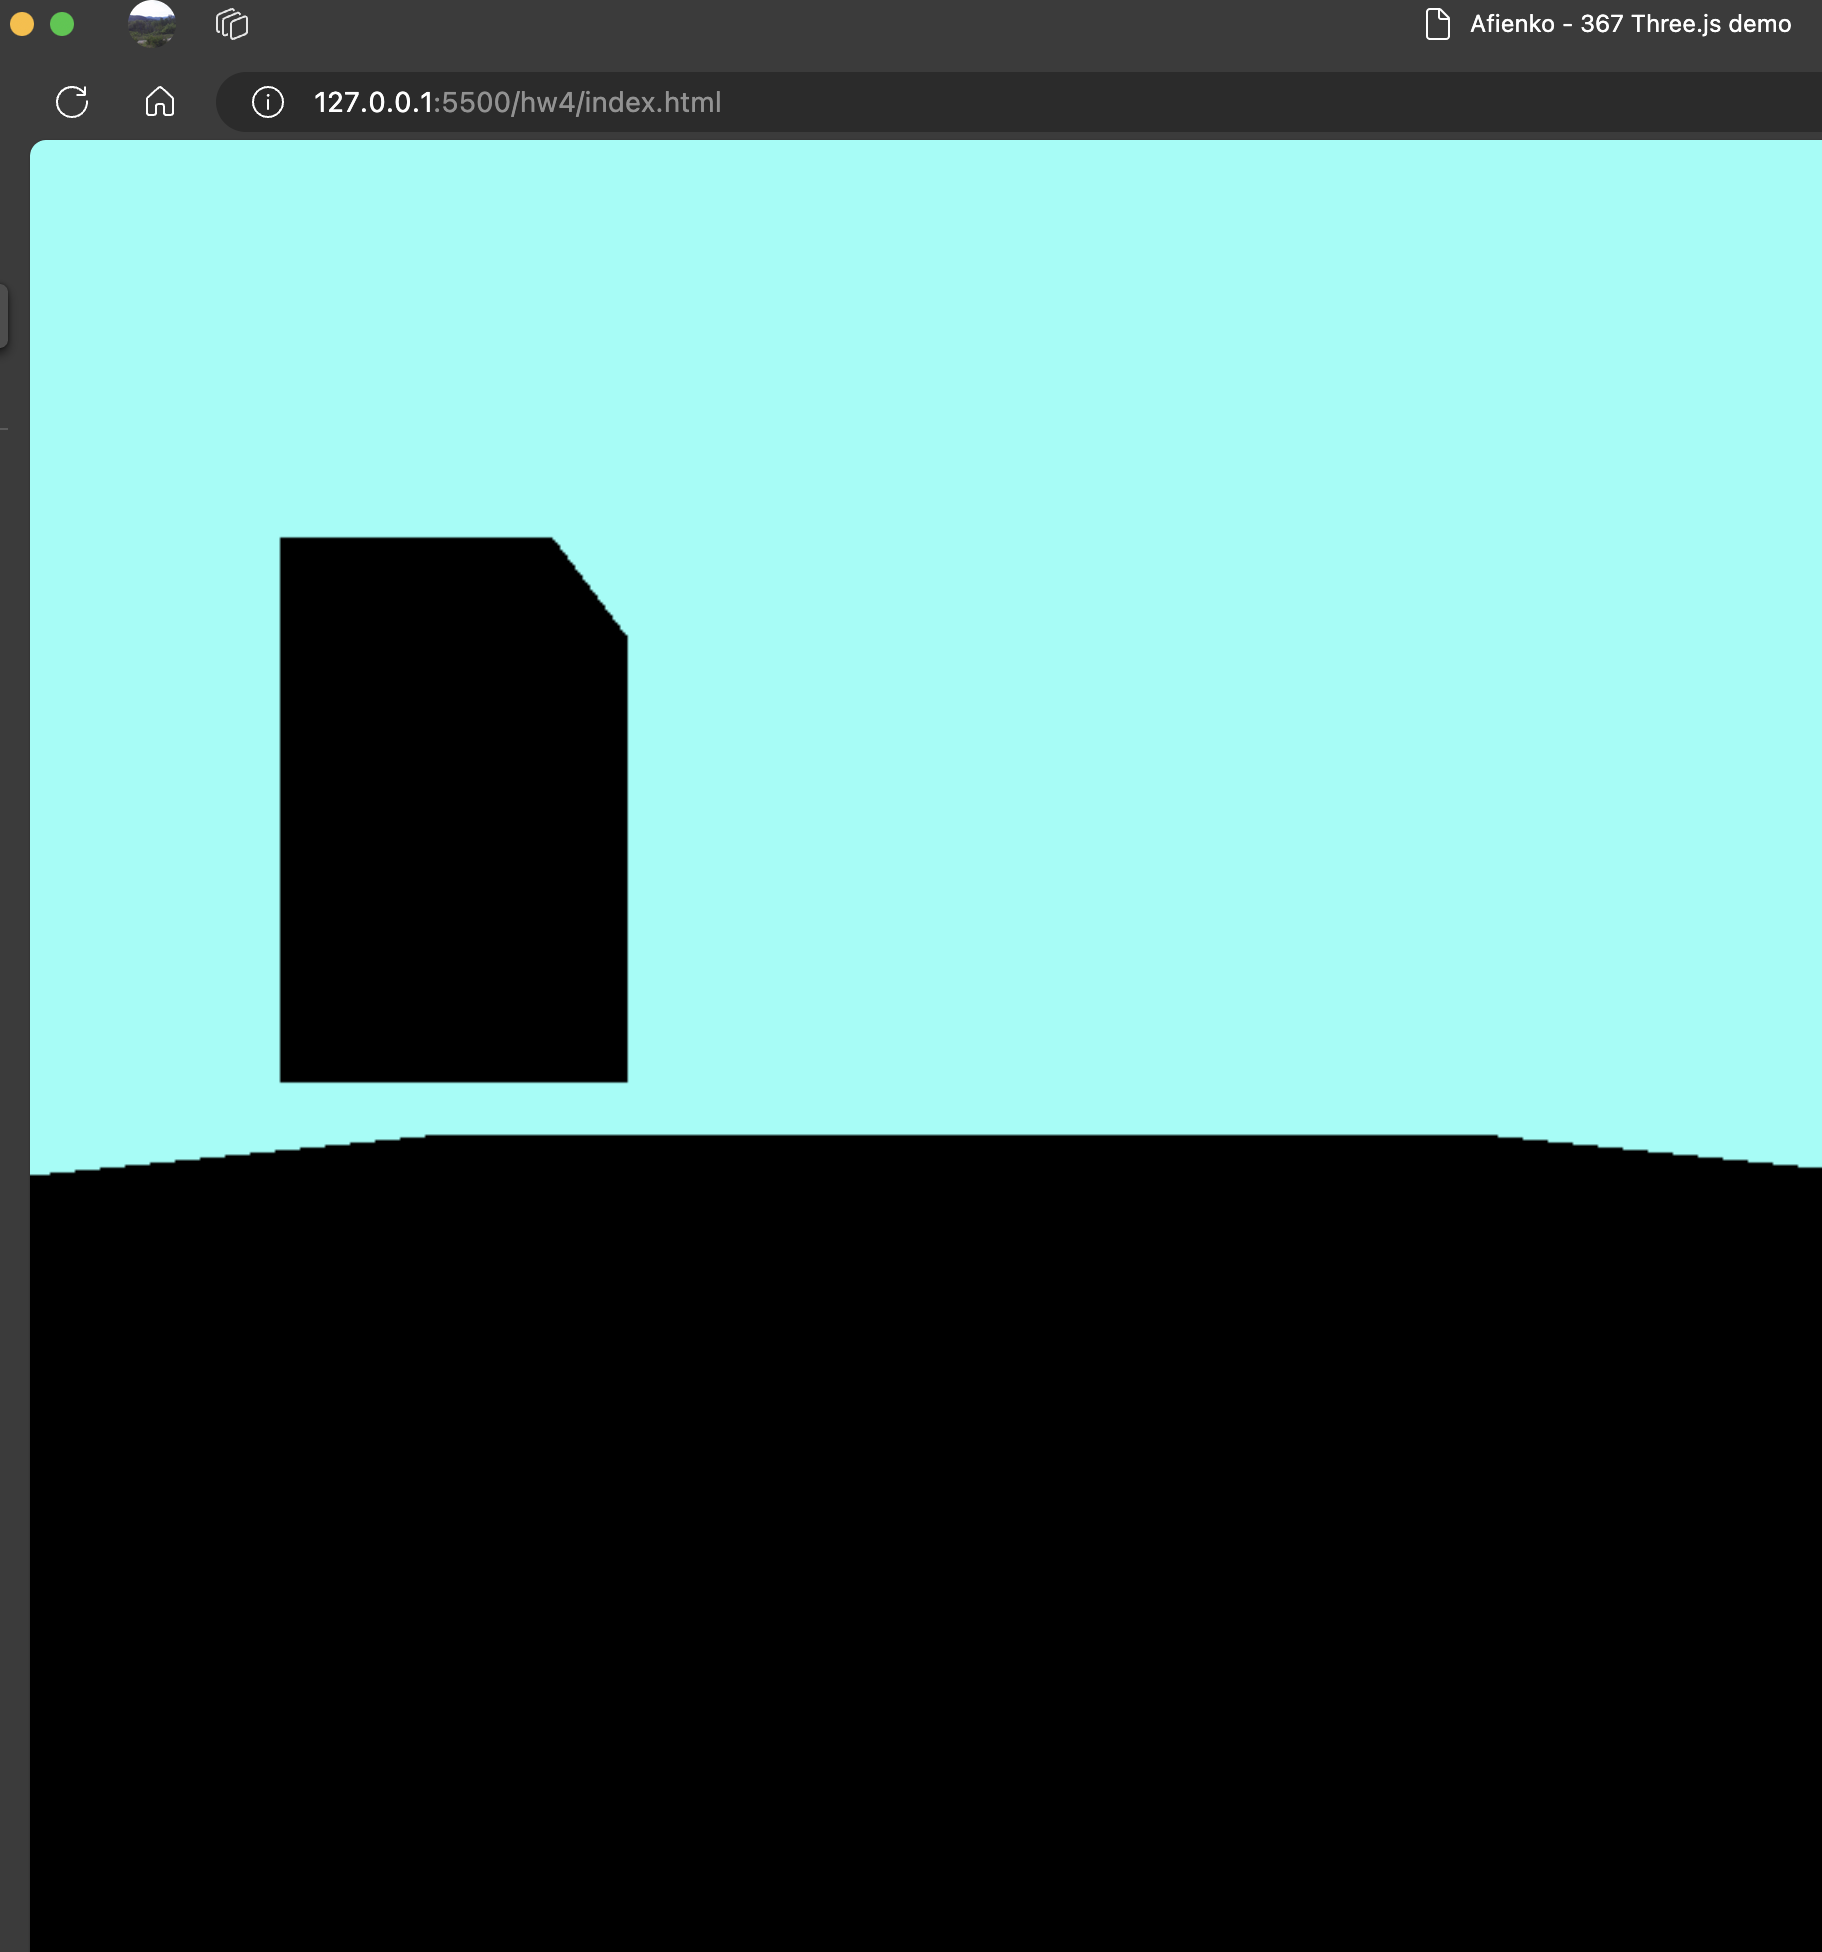 Afienko - 367 Three.js demo
127.0.0.1:5500/hw4/index.html